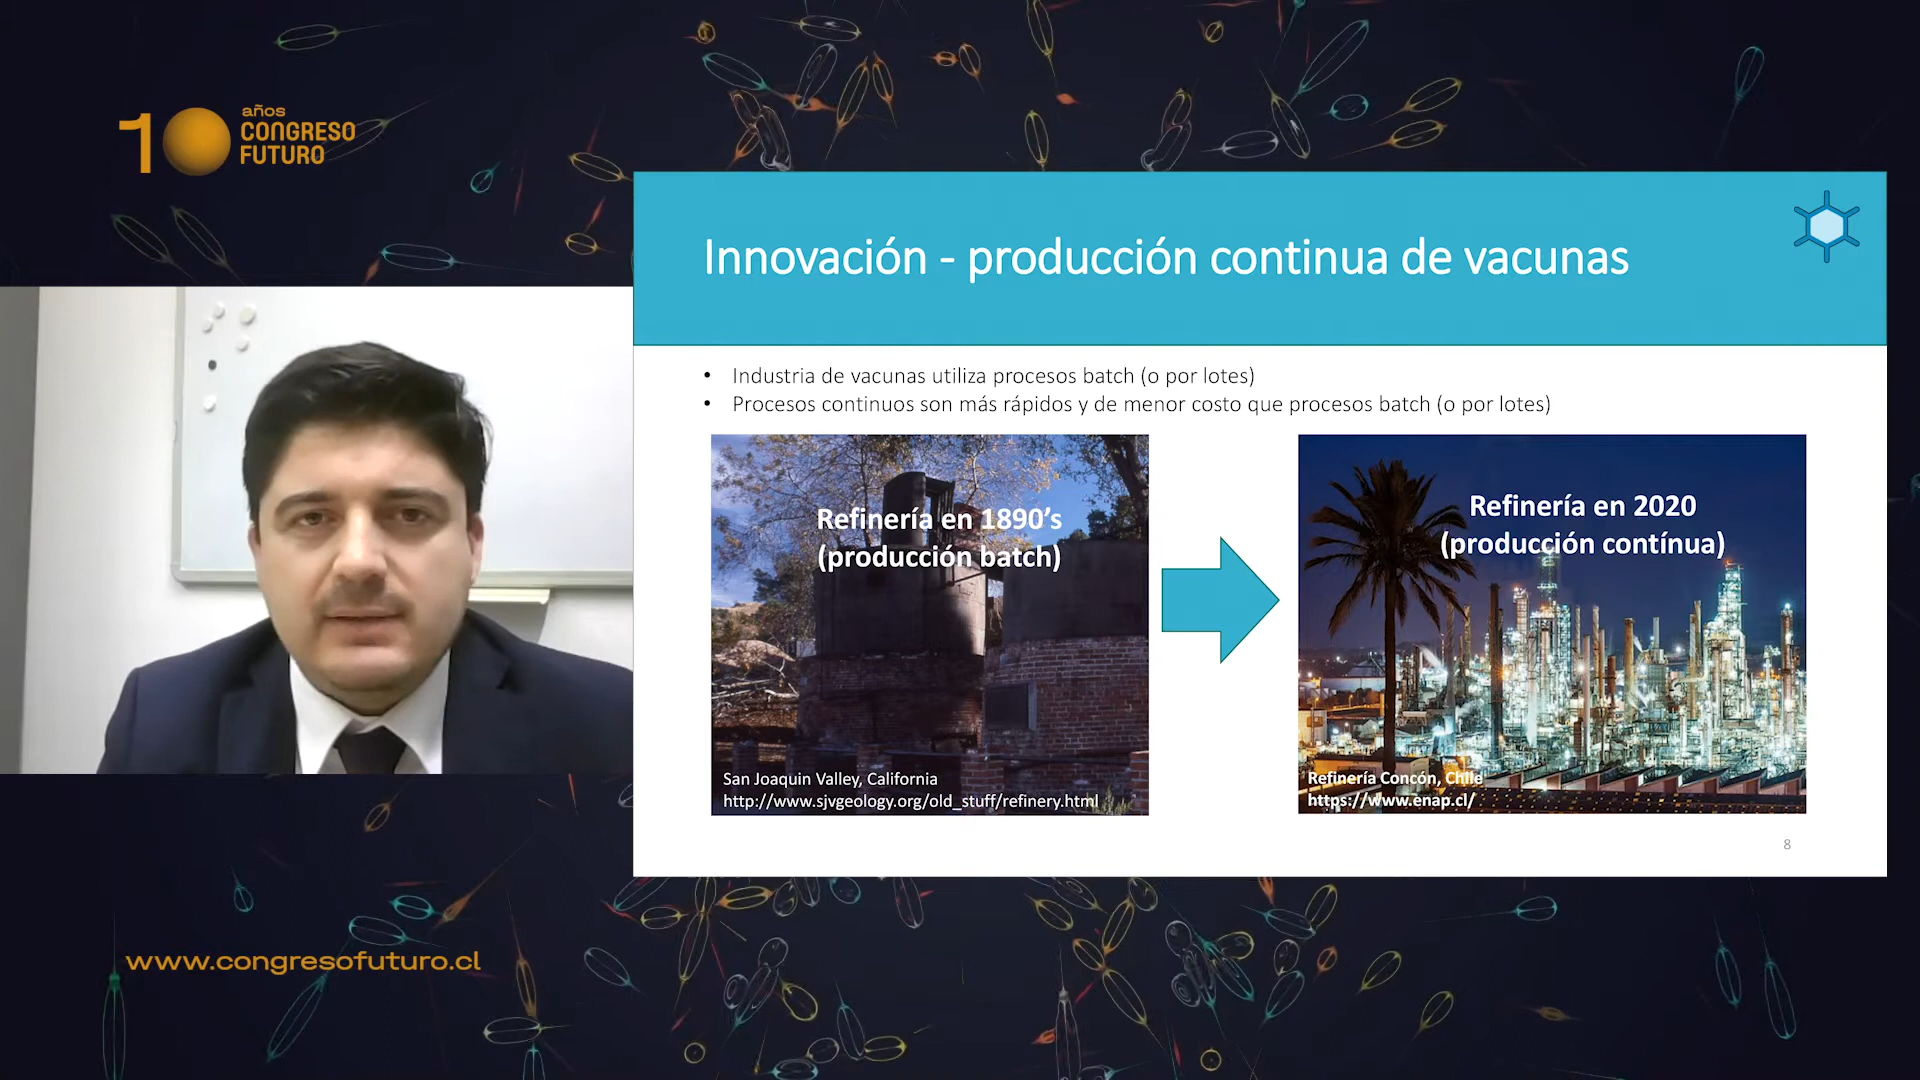 10 años
CONGRESO
FUTURO
Innovación - producción continua de vacunas
• Industria de vacunas utiliza procesos batch (o por lotes)
• Procesos continuos son más rápidos y de menor costo que procesos batch (o por lotes)
Refinería en 1890’s
(producción batch)
San Joaquin Valley, California
http://www.sjvgeology.org/old_stuff/refinery.html
Refinería en 2020
(producción contínua)
Refinería Concón, Chile
https://www.enap.cl/
8
www.congresofuturo.cl